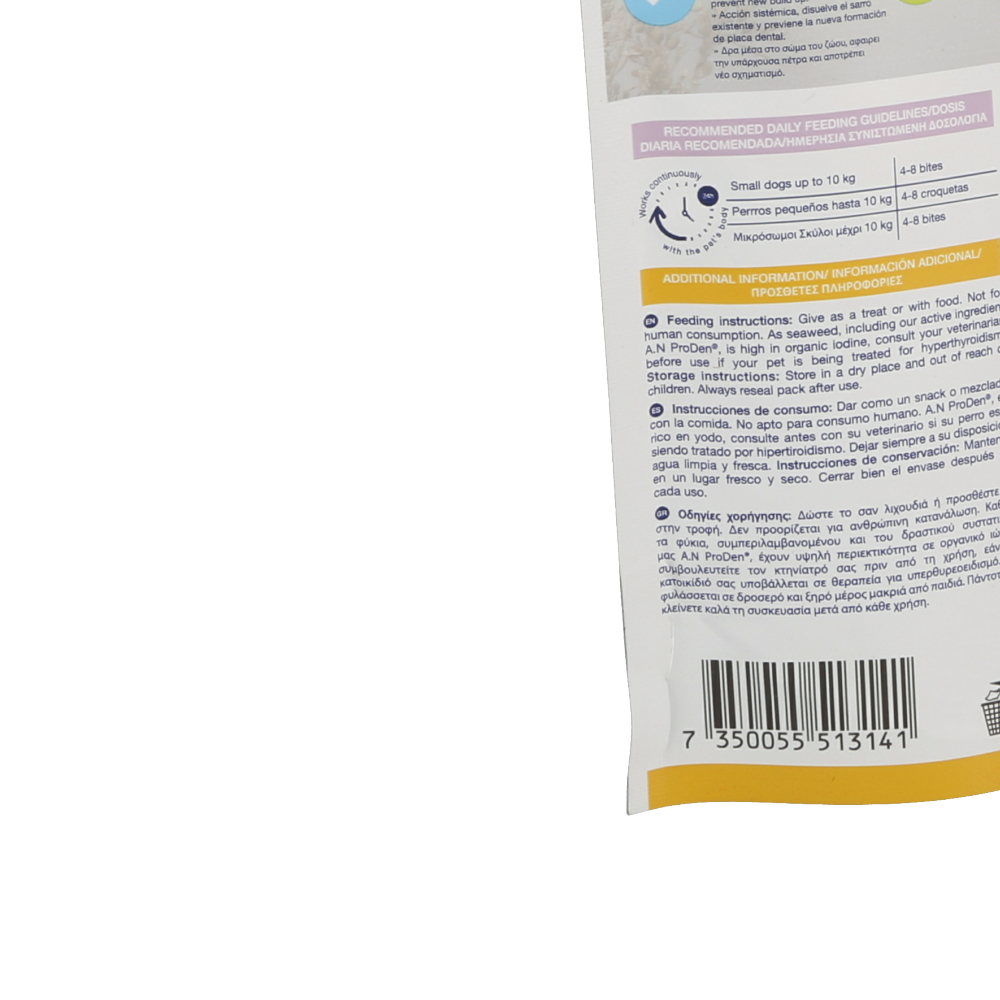 prevent new build up.
• Acción sistémica, disuelve el sarro
existente y previene la nueva formación
de placa dental.
• Δρα μέσα στο σώμα του ζώου, αφαιρεί
την υπάρχουσα πέτρα και αποτρέπει
νέο σχηματισμό.
RECOMMENDED DAILY FEEDING GUIDELINES/DOSIS
DIARIA RECOMENDADA/ΗΜΕΡΗΣΙΑ ΣΥΝΙΣΤΩΜΕΝΗ ΔΟΣΟΛΟΓΙΑ
Works continuously
24h
with the pet's body
Small dogs up to 10 kg 4-8 bites
Perrros pequeños hasta 10 kg 4-8 croquetas
Μικρόσωμοι Σκύλοι μέχρι 10 kg 4-8 bites
ADDITIONAL INFORMATION/ INFORMACIÓN ADICIONAL/
ΠΡΟΣΘΕΤΕΣ ΠΛΗΡΟΦΟΡΙΕΣ
EN Feeding instructions: Give as a treat or with food. Not fo
human consumption. As seaweed, including our active ingredien
A.N ProDen®, is high in organic iodine, consult your veterinaria
before use if your pet is being treated for hyperthyroidism
Storage instructions: Store in a dry place and out of reach o
children. Always reseal pack after use.
ES Instrucciones de consumo: Dar como un snack o mezclad
con la comida. No apto para consumo humano. A.N ProDen®, e
rico en yodo, consulte antes con su veterinario si su perro es
siendo tratado por hipertiroidismo. Dejar siempre a su disposici
agua limpia y fresca. Instrucciones de conservación: Manten
en un lugar fresco y seco. Cerrar bien el envase después
cada uso.
GR Οδηγίες χορήγησης: Δώστε το σαν λιχουδιά ή προσθέστε
στην τροφή. Δεν προορίζεται για ανθρώπινη κατανάλωση. Καθ
τα φύκια, συμπεριλαμβανομένου και του δραστικού συστατι
μας A.N ProDen®, έχουν υψηλή περιεκτικότητα σε οργανικό ιώ
συμβουλευτείτε τον κτηνίατρό σας πριν από τη χρήση, εάν
κατοικίδιό σας υποβάλλεται σε θεραπεία για υπερθυρεοειδισμό.
φυλάσσεται σε δροσερό και ξηρό μέρος μακριά από παιδιά. Πάντοτ
κλείνετε καλά τη συσκευασία μετά από κάθε χρήση.
7 350055 513141